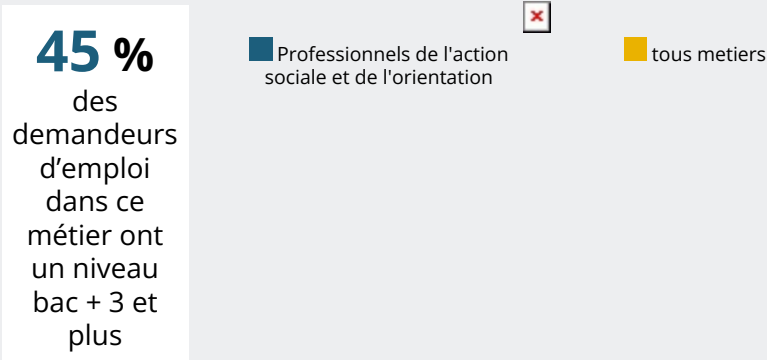 45 %
des
demandeurs
d’emploi
dans ce
métier ont
un niveau
bac + 3 et
plus
Professionnels de l'action
sociale et de l'orientation
tous metiers